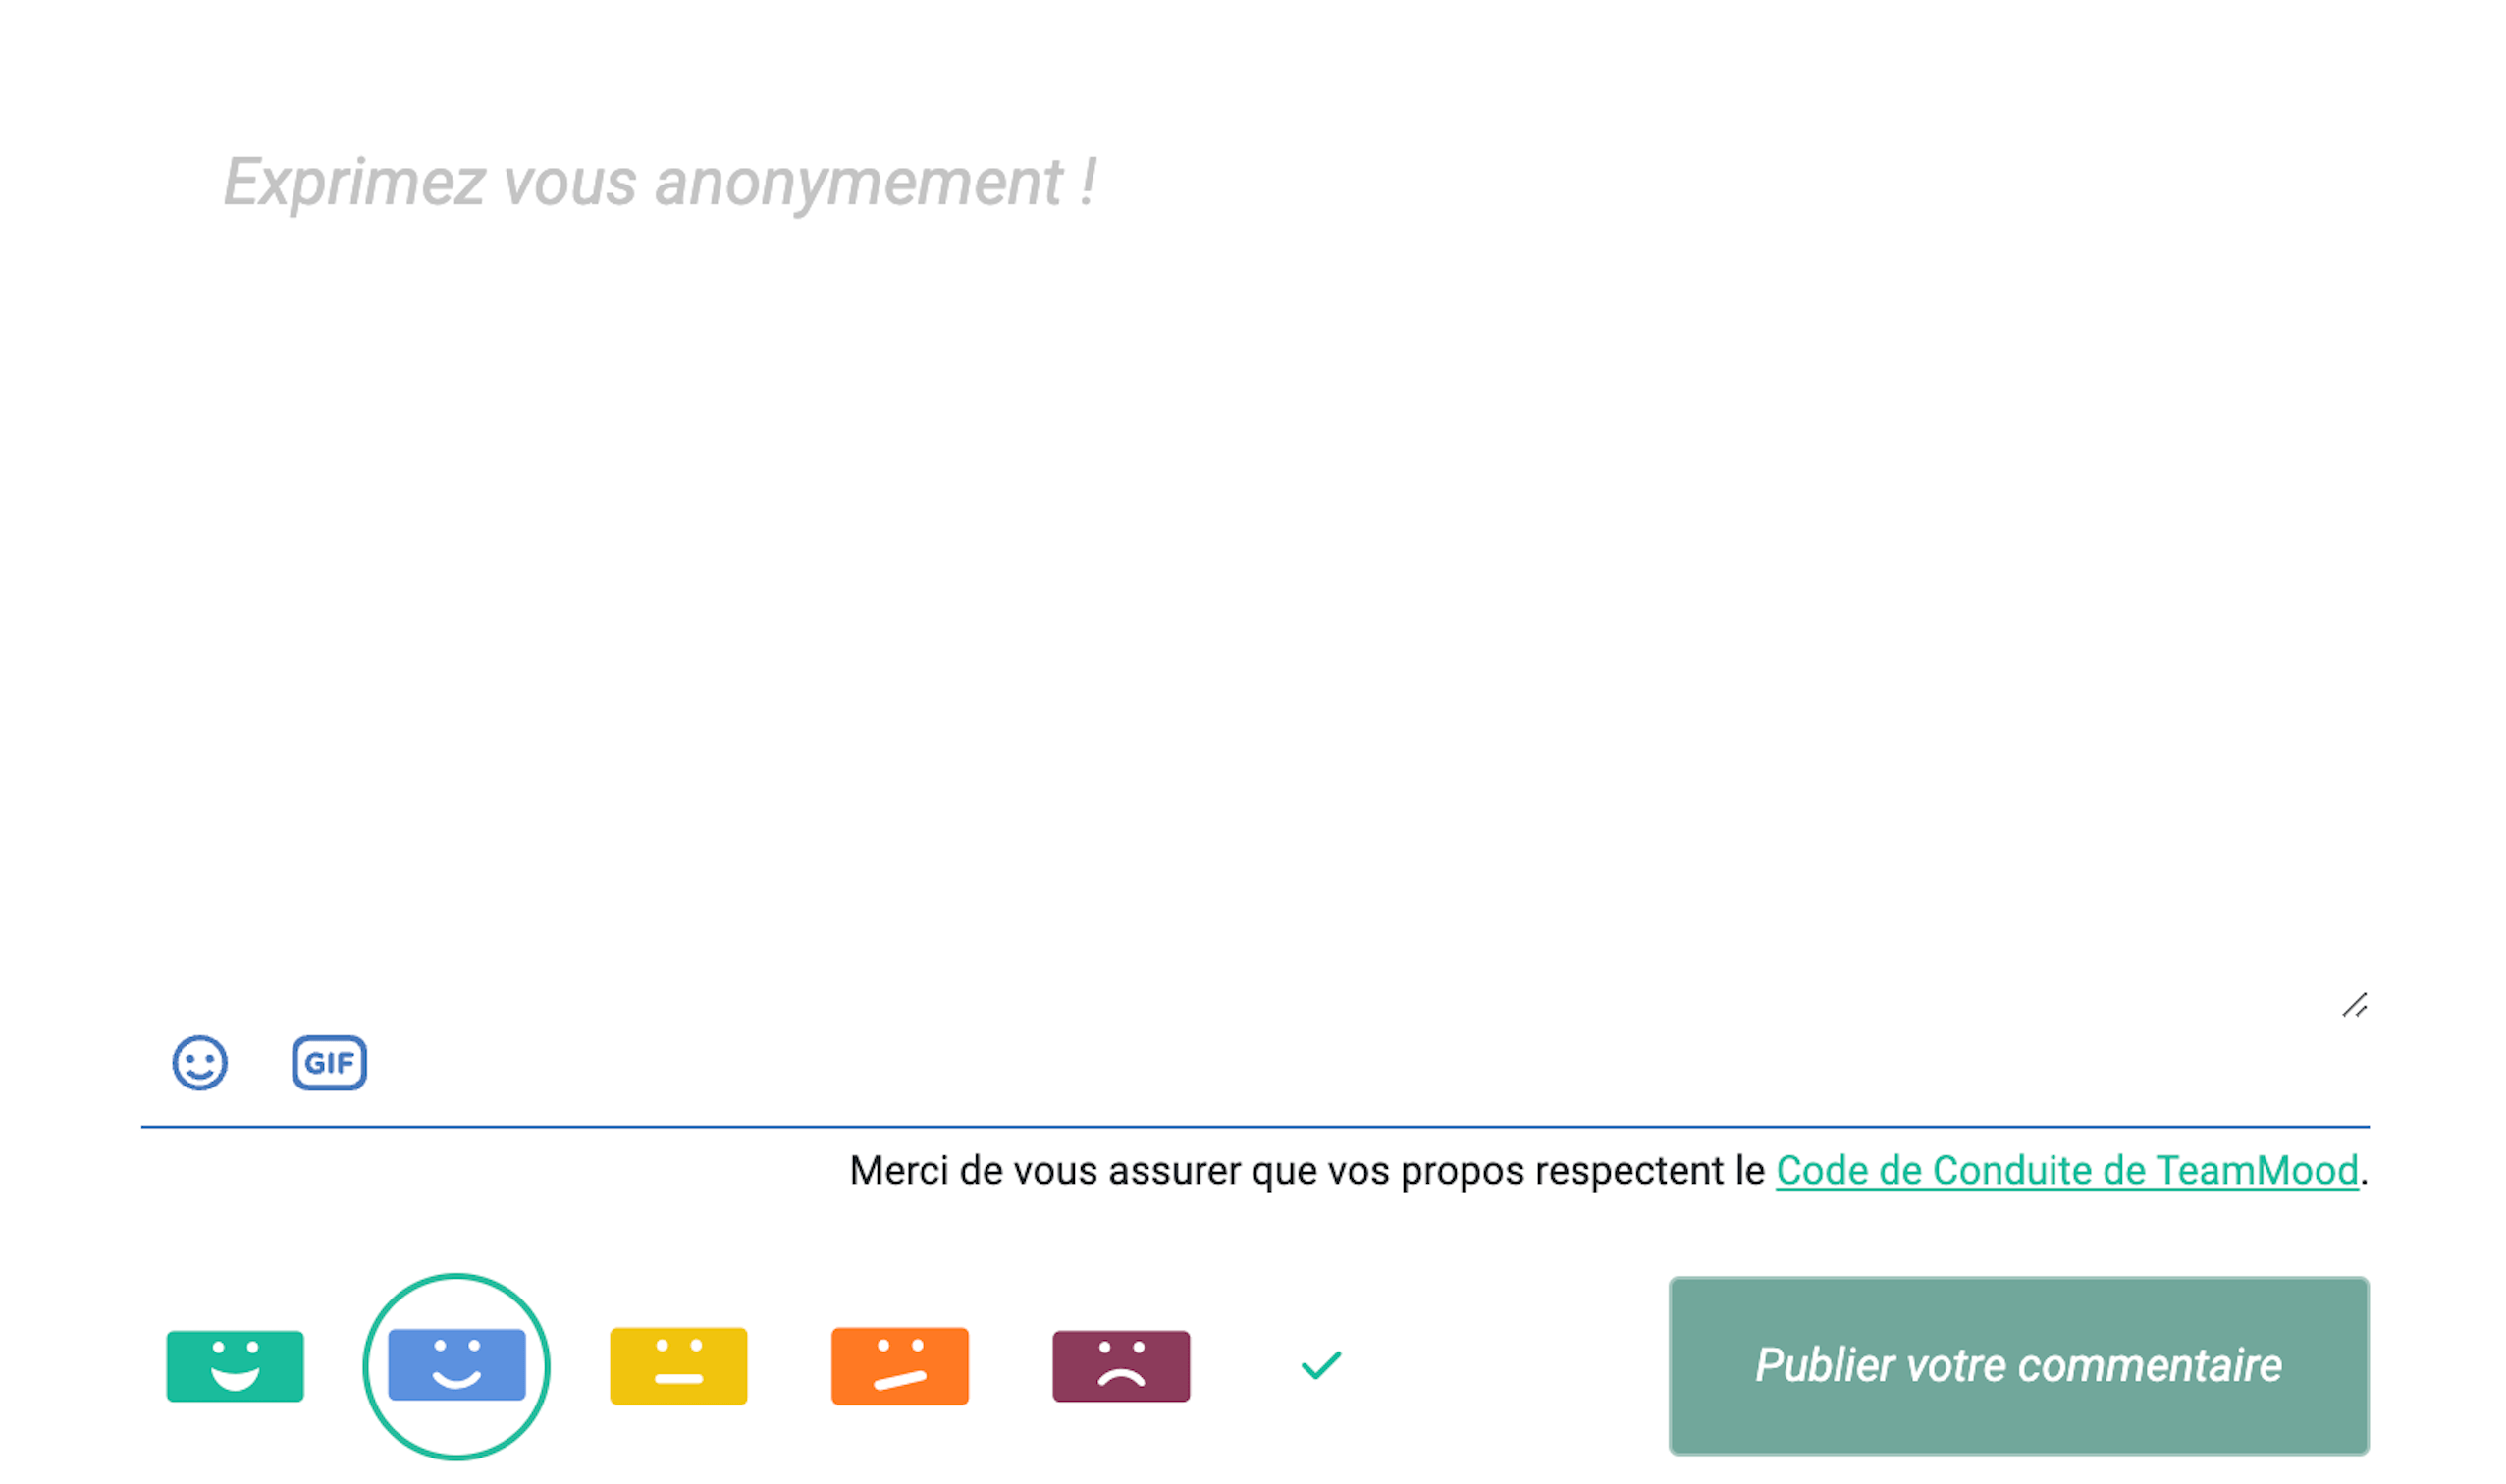 Exprimez vous anonymement !
GIF
Merci de vous assurer que vos propos respectent le Code de Conduite de TeamMood.
Publier votre commentaire